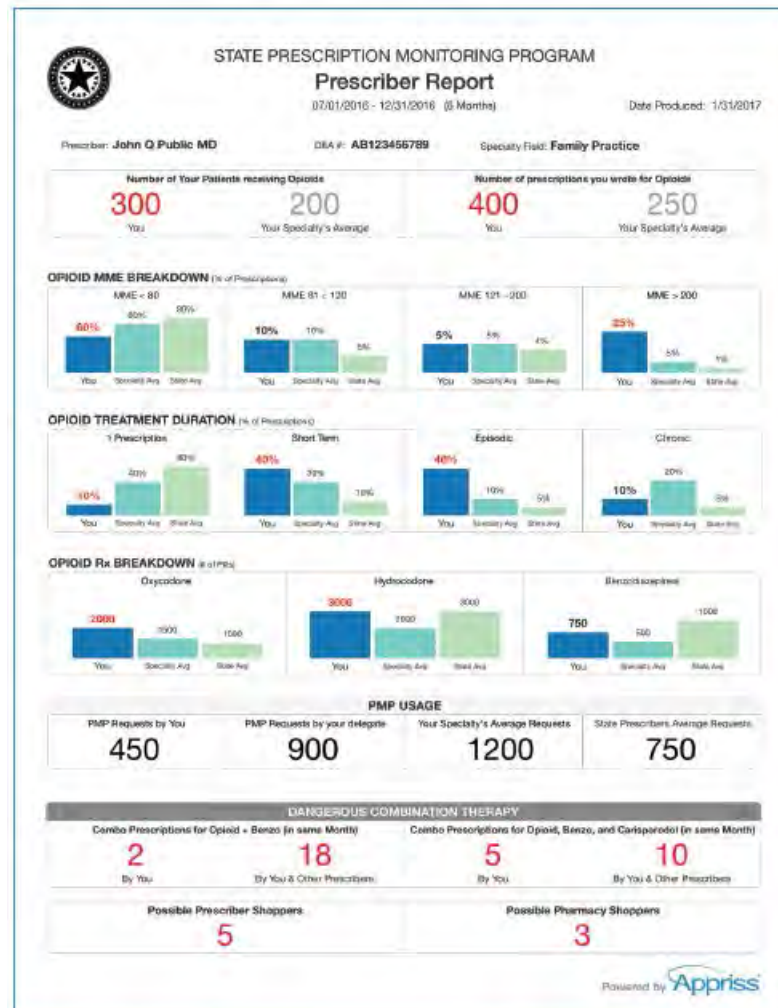 STATE PRESCRIPTION MONITORING PROGRAM
Prescriber Report
07/01/2016 - 12/31/2016 (6 Months)
Date Produced: 1/31/2017
Prescriber: John Q Public MD DEA #: AB123456789 Specialty Field: Family Practice
Number of Your Patients receiving Opioids Number of prescriptions you wrote for Opioids
300 200 400 250
You Your Specialty's Average You Your Specialty's Average
OPIOID MME BREAKDOWN (% of Prescriptions)
MME < 80 MME 81 < 120 MME 121 - 200 MME > 200
60% 80% 90% 10% 10% 5% 5% 5% 4% 25% 5% 1%
You Specialty Avg State Avg You Specialty Avg State Avg You Specialty Avg State Avg You Specialty Avg State Avg
OPIOID TREATMENT DURATION (% of Prescriptions)
1 Prescription Short Term Episodic Chronic
10% 40% 40% 10% 40% 10% 5% 10% 20% 5%
You Specialty Avg State Avg You Specialty Avg State Avg You Specialty Avg State Avg You Specialty Avg State Avg
OPIOID Rx BREAKDOWN
Oxycodone Hydrocodone Benzodiazepines
2000 1000 3000 2000 3000 750 500 1000
You Specialty Avg State Avg You Specialty Avg State Avg You Specialty Avg State Avg
PMP USAGE
PMP Requests by You PMP Requests by your delegate Your Specialty's Average Requests State Prescribers Average Requests
450 900 1200 750
DANGEROUS COMBINATION THERAPY
Combo Prescriptions for Opioid + Benzo (in same Month) Combo Prescriptions for Opioid, Benzo, and Carisporodol (in same Month)
2 18 5 10
By You By You & Other Prescribers By You By You & Other Prescribers
Possible Prescriber Shoppers Possible Pharmacy Shoppers
5 3
Powered by Appriss